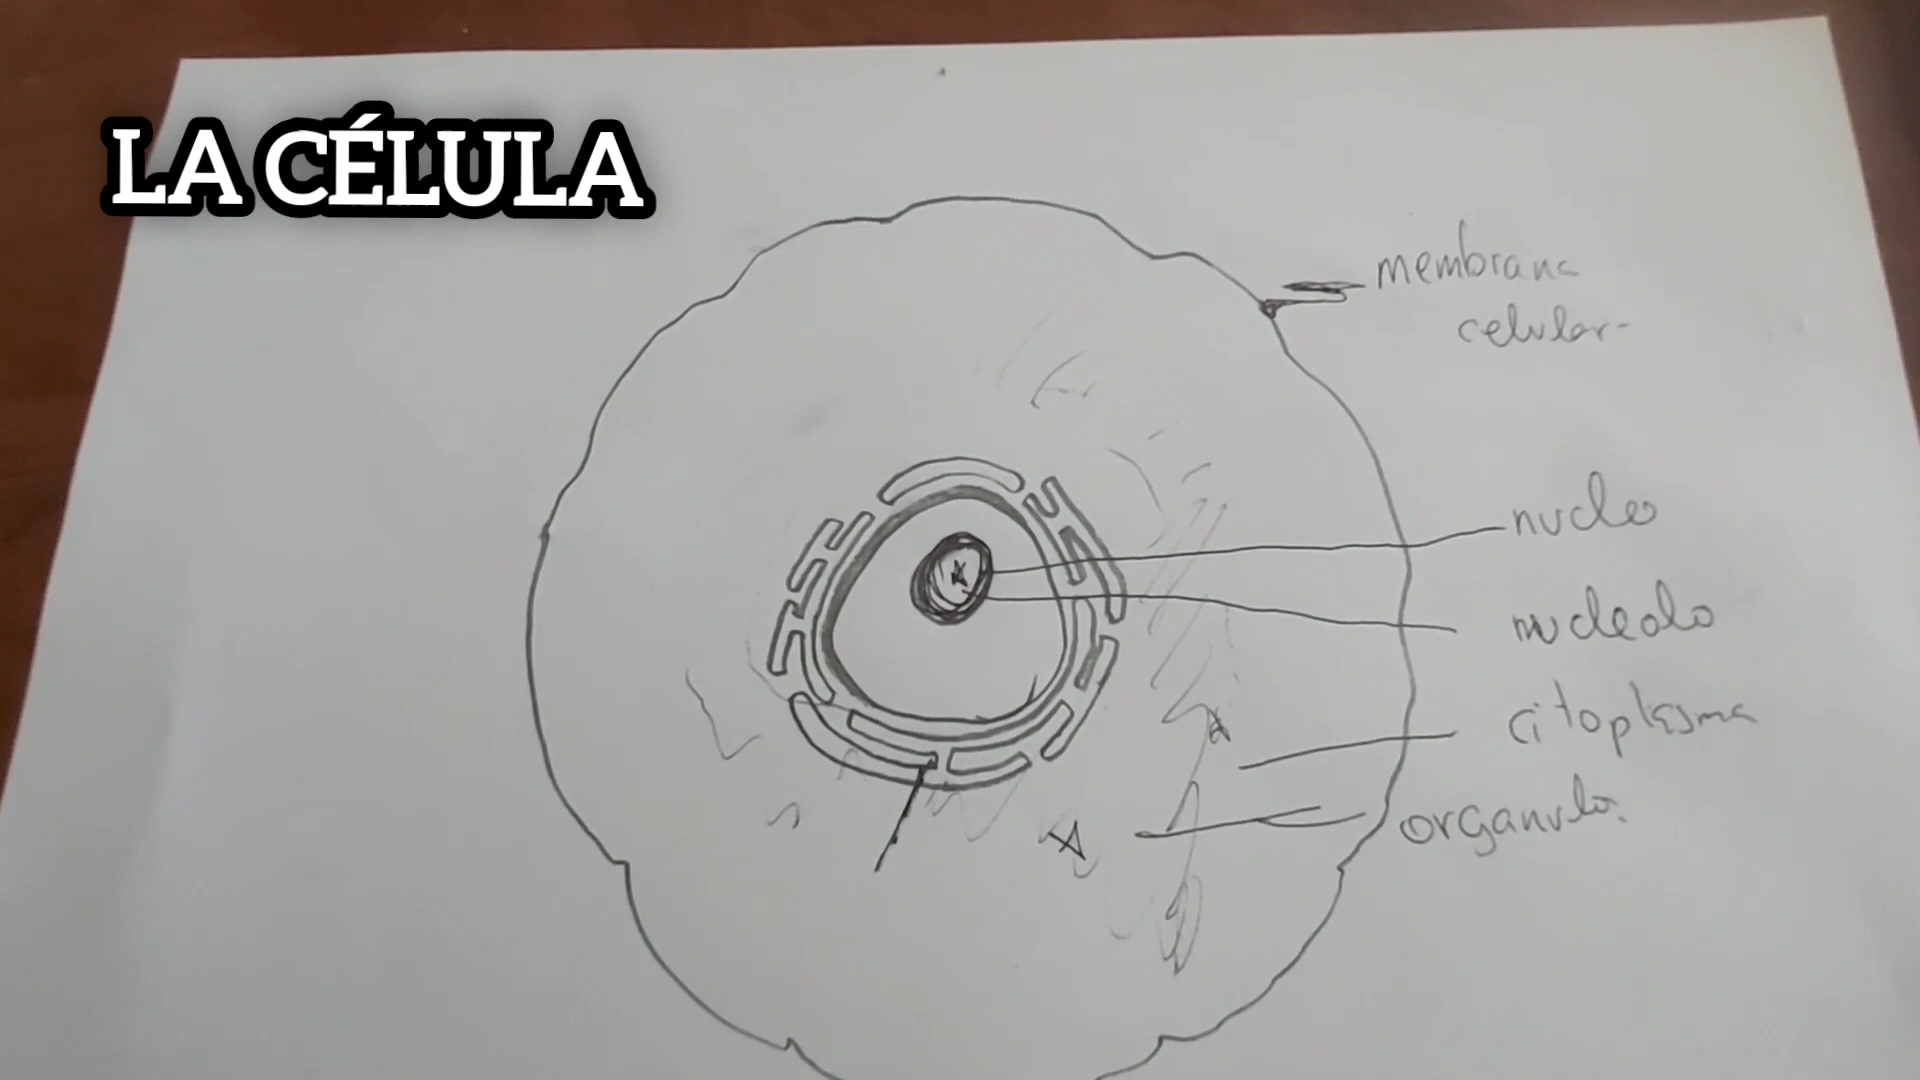 LA CÉLULA
membrana
celular
nucleo
nucleolo
citoplasma
organulo.